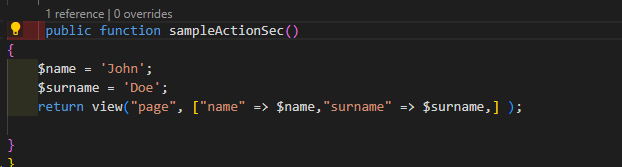 1 reference | 0 overrides
public function sampleActionSec()
{
$name = 'John';
$surname = 'Doe';
return view("page", ["name" => $name,"surname" => $surname,] );
}
}